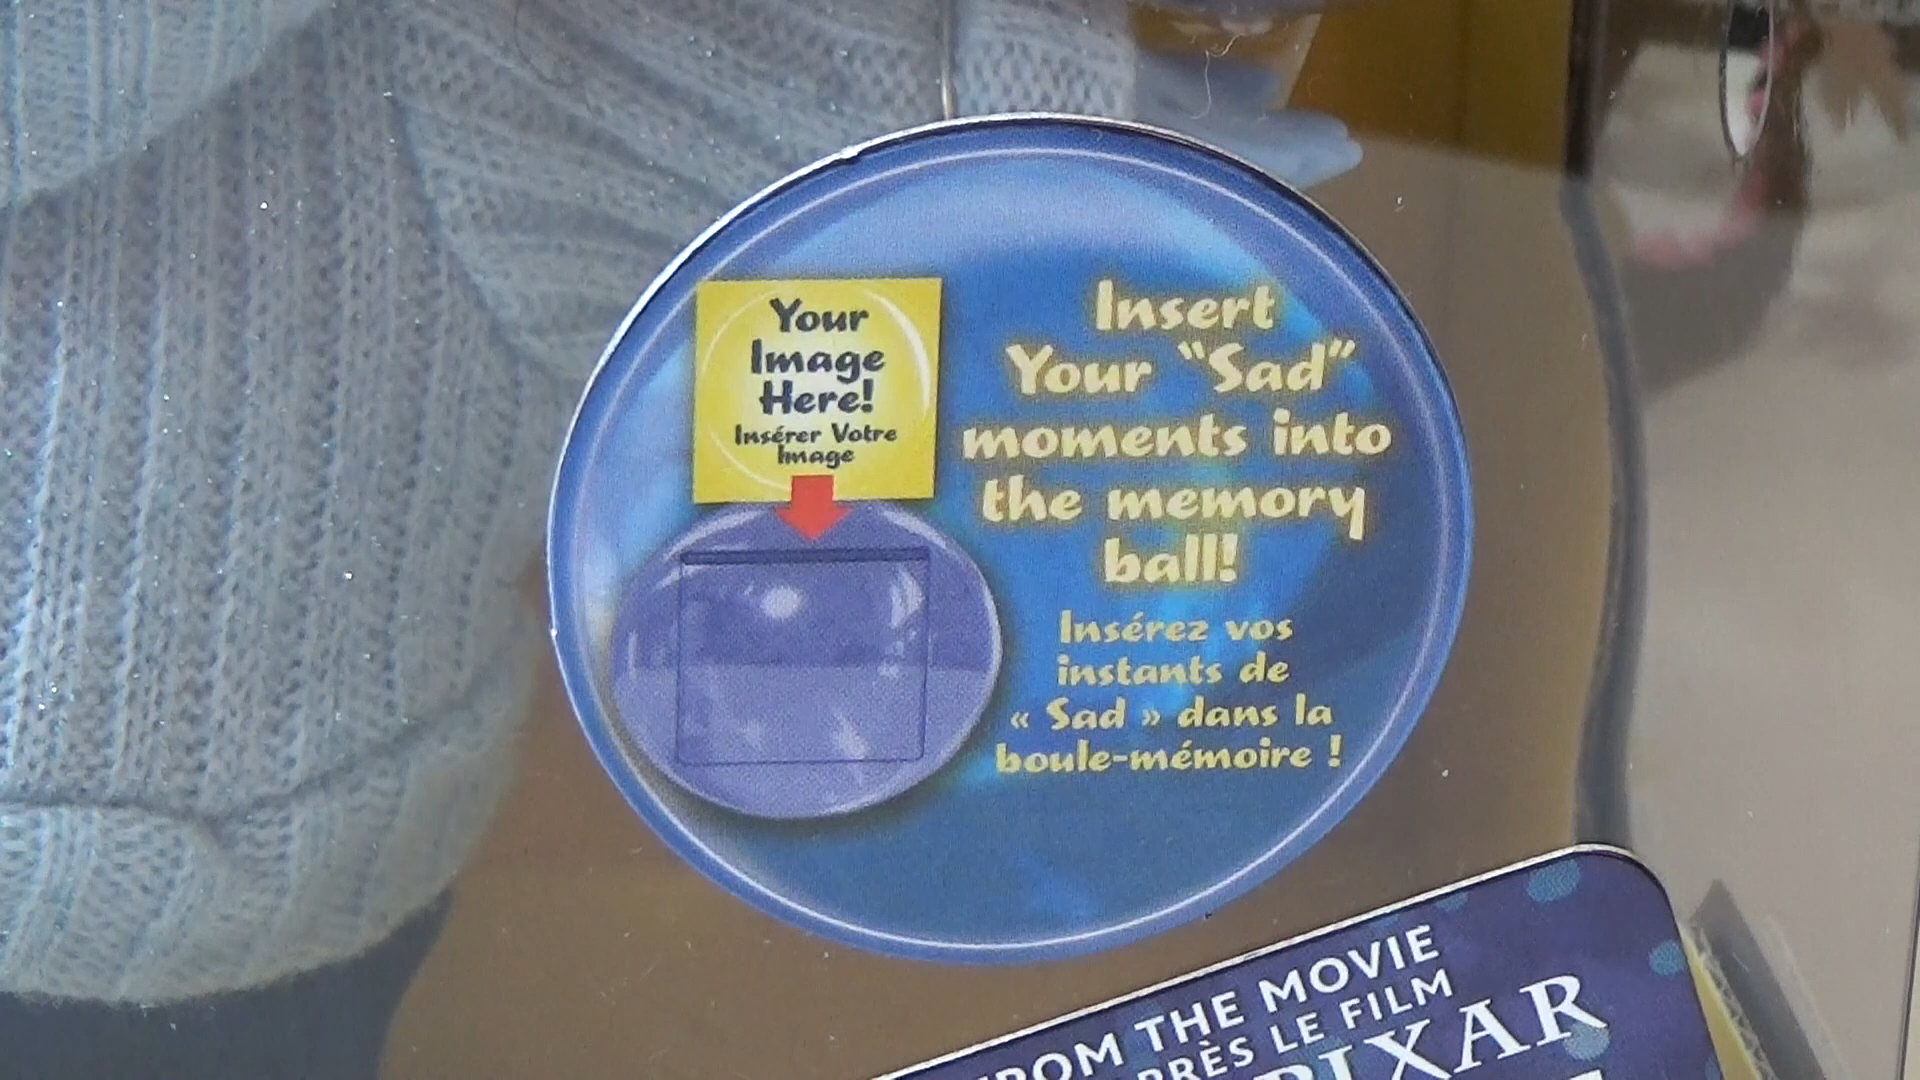 Your
Image
Here!
Insérer Votre
Image
Insert
Your “Sad”
moments into
the memory
ball!
Insérez vos
instants de
« Sad » dans la
boule-mémoire !
FROM THE MOVIE
LE FILM
PIXAR